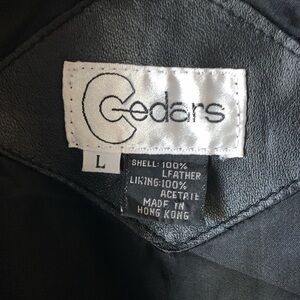 Cedars
L
SHELL: 100%
LEATHER
LINING: 100%
ACETATE
MADE IN
HONG KONG